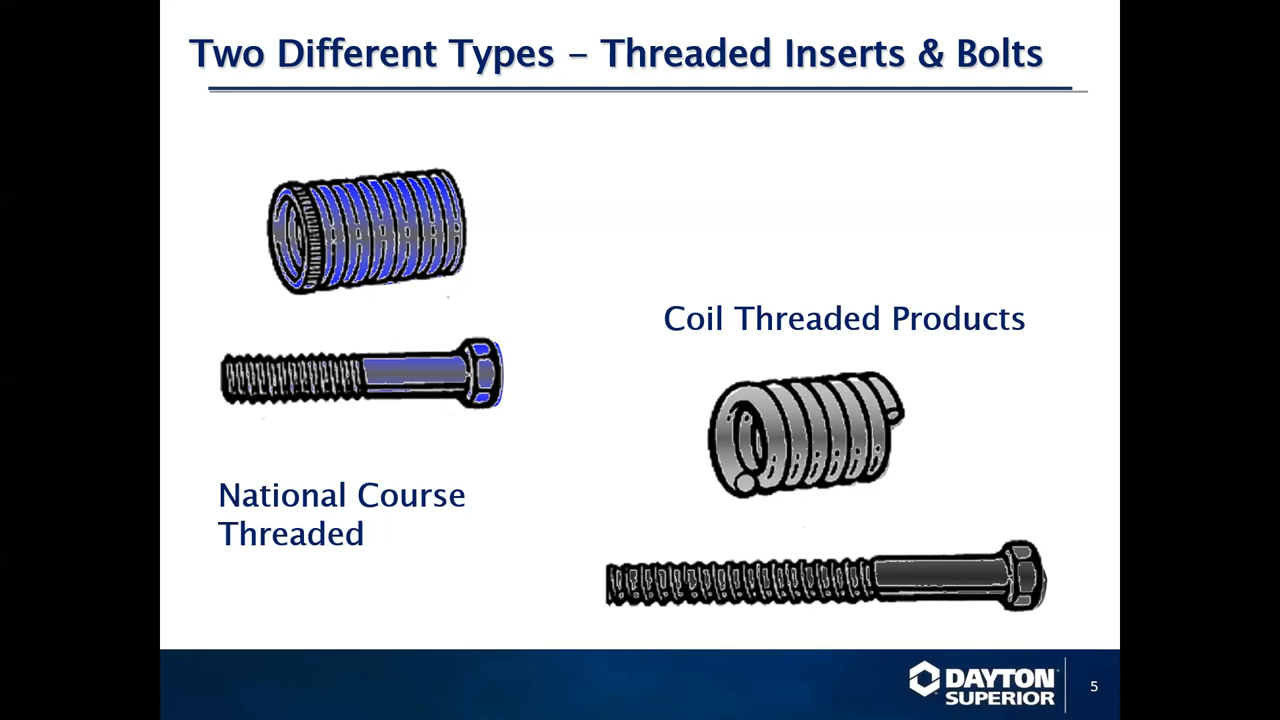 Two Different Types – Threaded Inserts & Bolts
Coil Threaded Products
National Course
Threaded
DAYTON
SUPERIOR
5